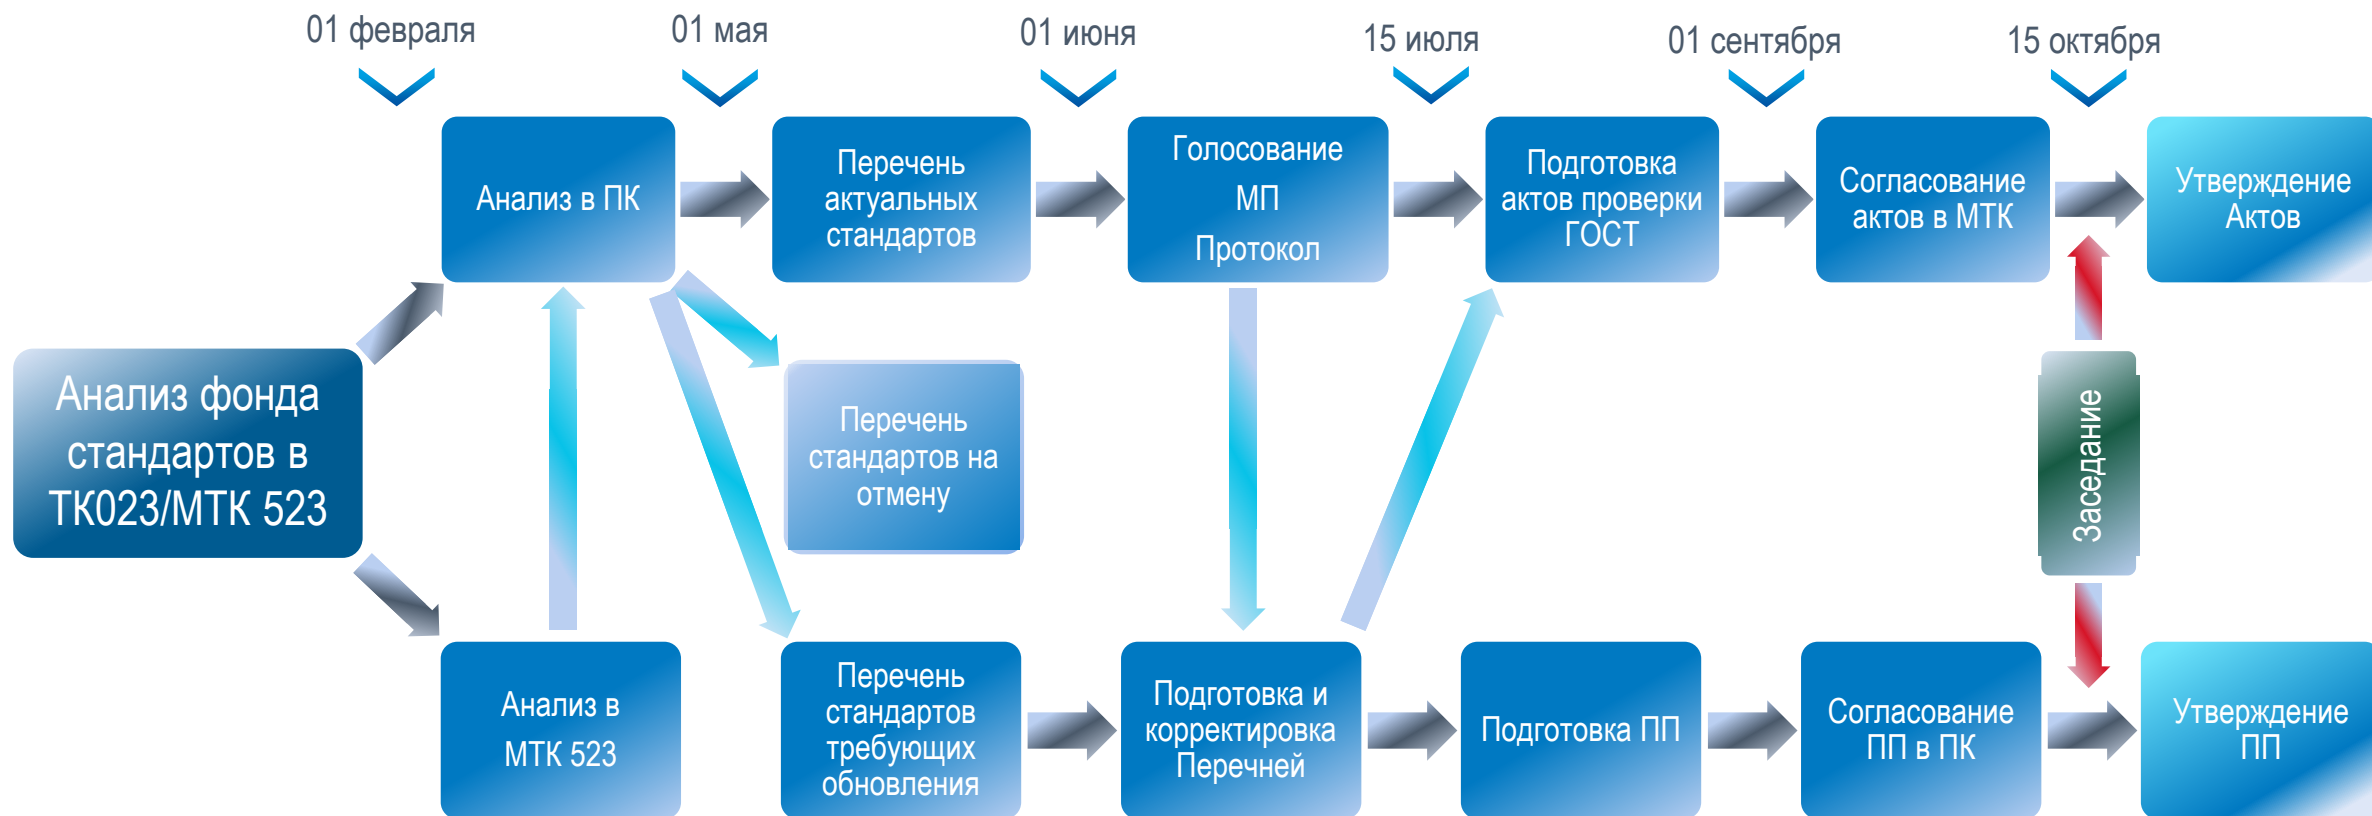 01 февраля
01 мая
01 июня
15 июля
01 сентября
15 октября
Анализ в ПК
Перечень
актуальных
стандартов
Голосование
МП
Протокол
Подготовка
актов проверки
ГОСТ
Согласование
актов в МТК
Утверждение
Актов
Анализ фонда
стандартов в
ТК023/МТК 523
Перечень
стандартов на
отмену
Заседание
Анализ в
МТК 523
Перечень
стандартов
требующих
обновления
Подготовка и
корректировка
Перечней
Подготовка ПП
Согласование
ПП в ПК
Утверждение
ПП